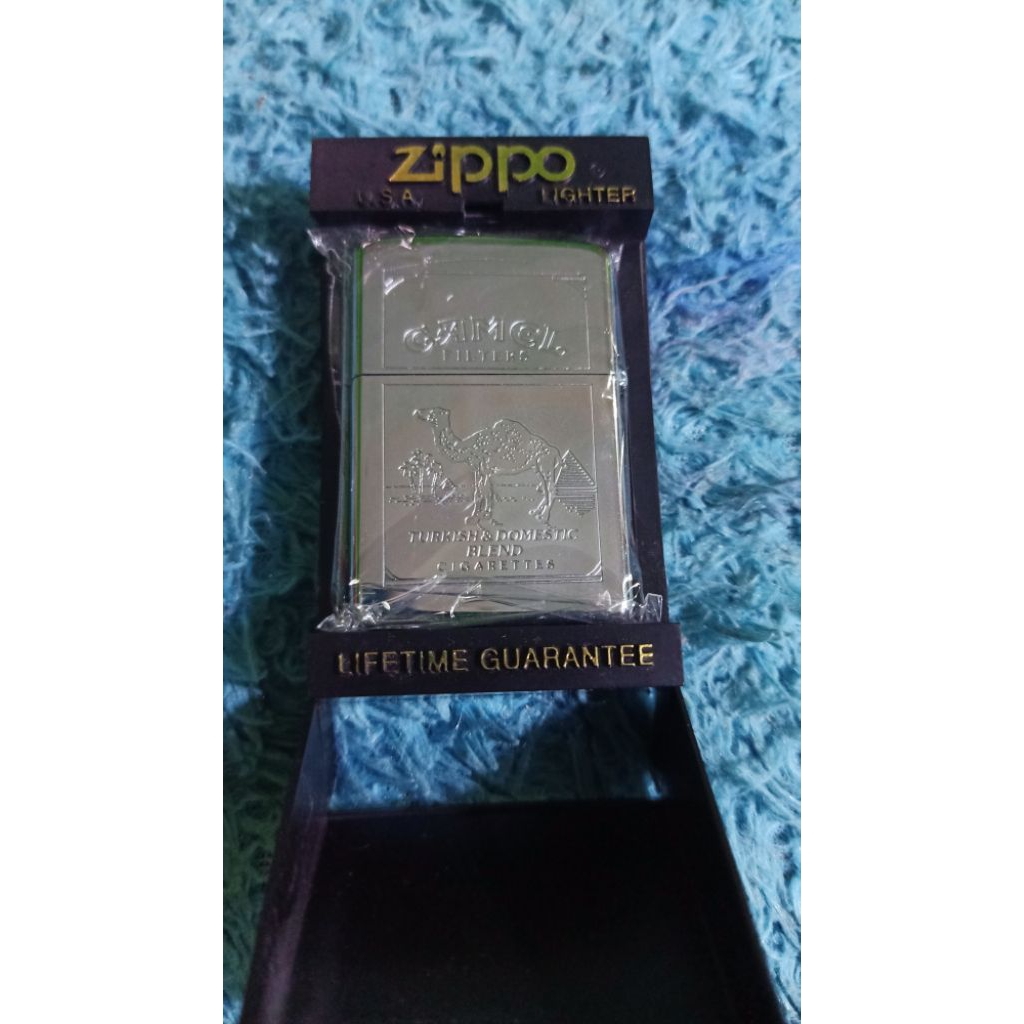 Zippo
U.S.A. LIGHTER
CAMEL
FILTERS
TURKISH & DOMESTIC
BLEND
CIGARETTES
LIFETIME GUARANTEE